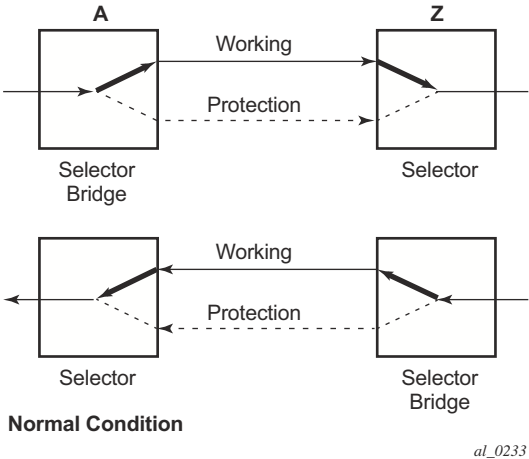 A
Z
Working
Protection
Selector
Bridge
Selector
Working
Protection
Selector
Selector
Bridge
Normal Condition
al_0233